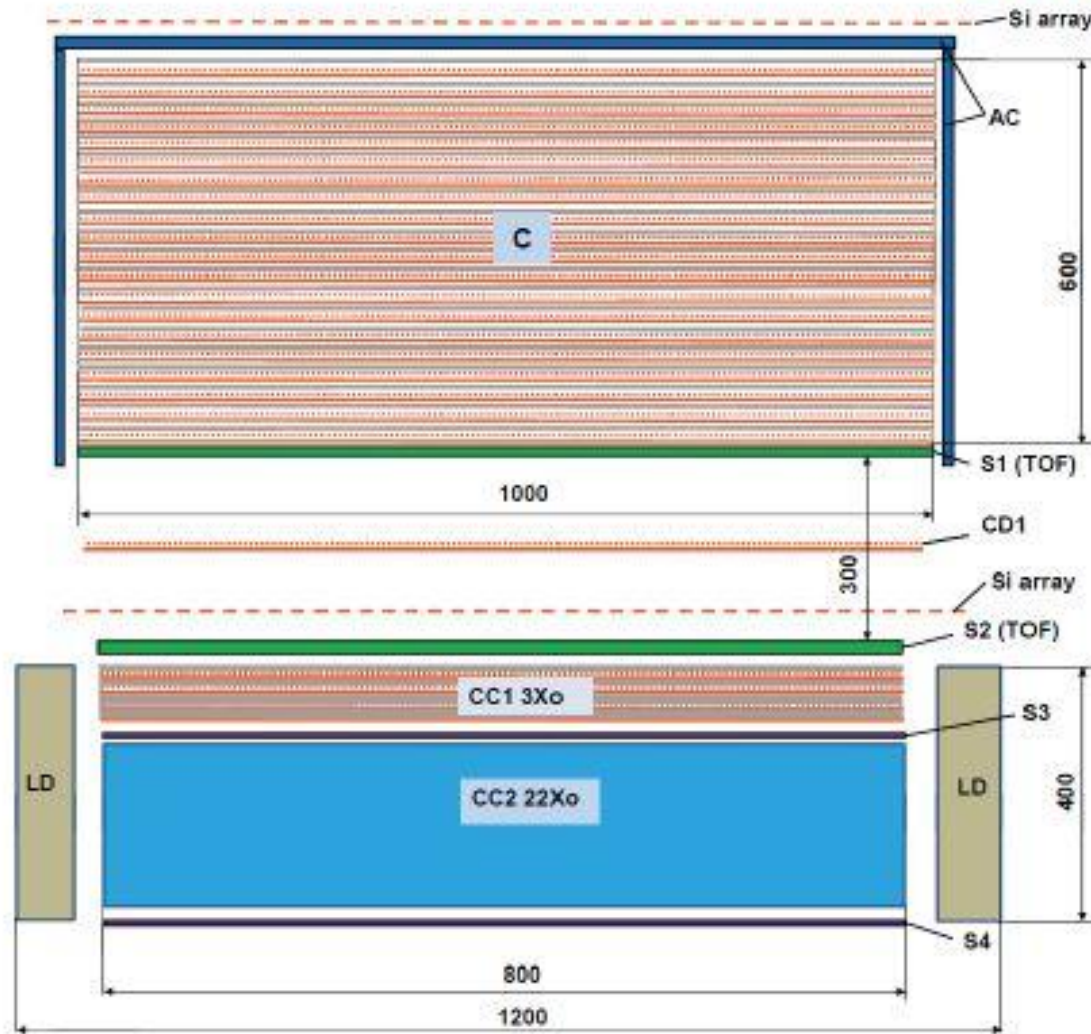 Si array
AC
C
600
S1 (TOF)
1000
CD1
300
Si array
S2 (TOF)
CC1 3Xo
S3
LD
CC2 22Xo
LD
400
S4
800
1200